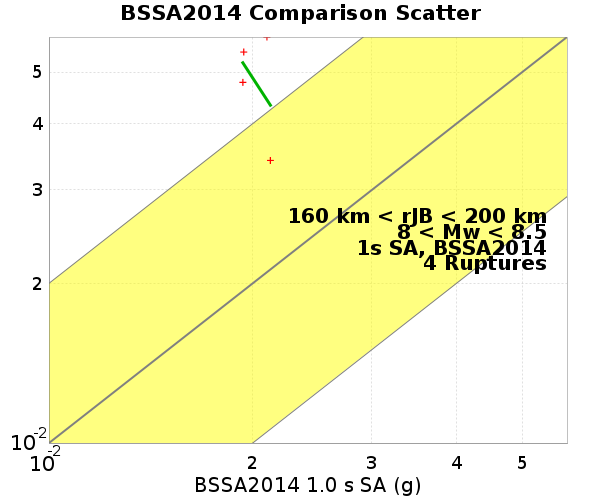 BSSA2014 Comparison Scatter
5
4
3
160 km < rJB < 200 km
8 < Mw < 8.5
1s SA, BSSA2014
4 Ruptures
2
10-2
10-2 2 3 4 5
BSSA2014 1.0 s SA (g)